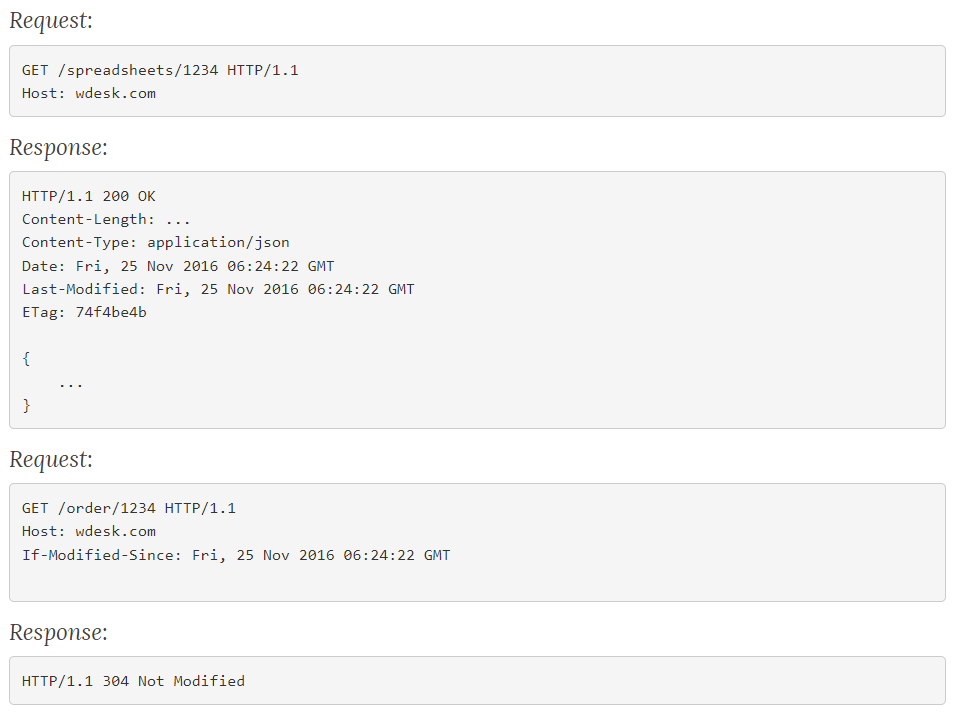 Request:
GET /spreadsheets/1234 HTTP/1.1
Host: wdesk.com
Response:
HTTP/1.1 200 OK
Content-Length: ...
Content-Type: application/json
Date: Fri, 25 Nov 2016 06:24:22 GMT
Last-Modified: Fri, 25 Nov 2016 06:24:22 GMT
ETag: 74f4be4b
{
...
}
Request:
GET /order/1234 HTTP/1.1
Host: wdesk.com
If-Modified-Since: Fri, 25 Nov 2016 06:24:22 GMT
Response:
HTTP/1.1 304 Not Modified